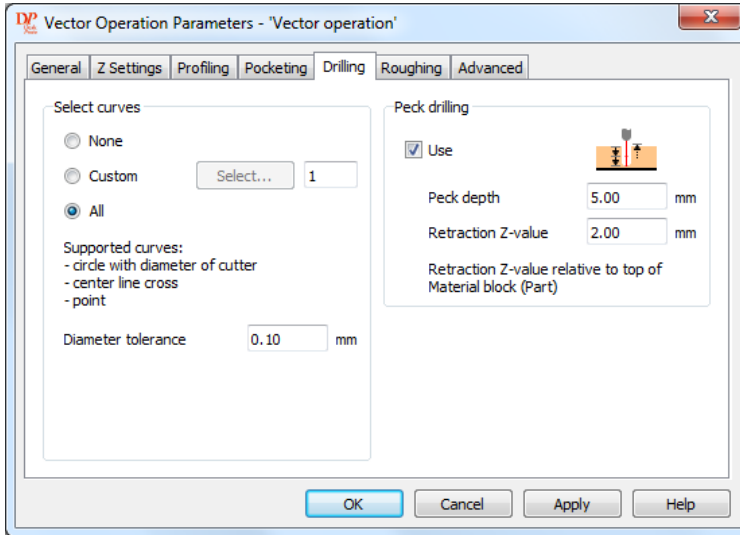 DP
Vector Operation Parameters - 'Vector operation'
X
General Z Settings Profiling Pocketing Drilling Roughing Advanced
Select curves
None
Custom Select... 1
All
Supported curves:
- circle with diameter of cutter
- center line cross
- point
Diameter tolerance 0.10 mm
Peck drilling
Use
Peck depth 5.00 mm
Retraction Z-value 2.00 mm
Retraction Z-value relative to top of
Material block (Part)
OK Cancel Apply Help